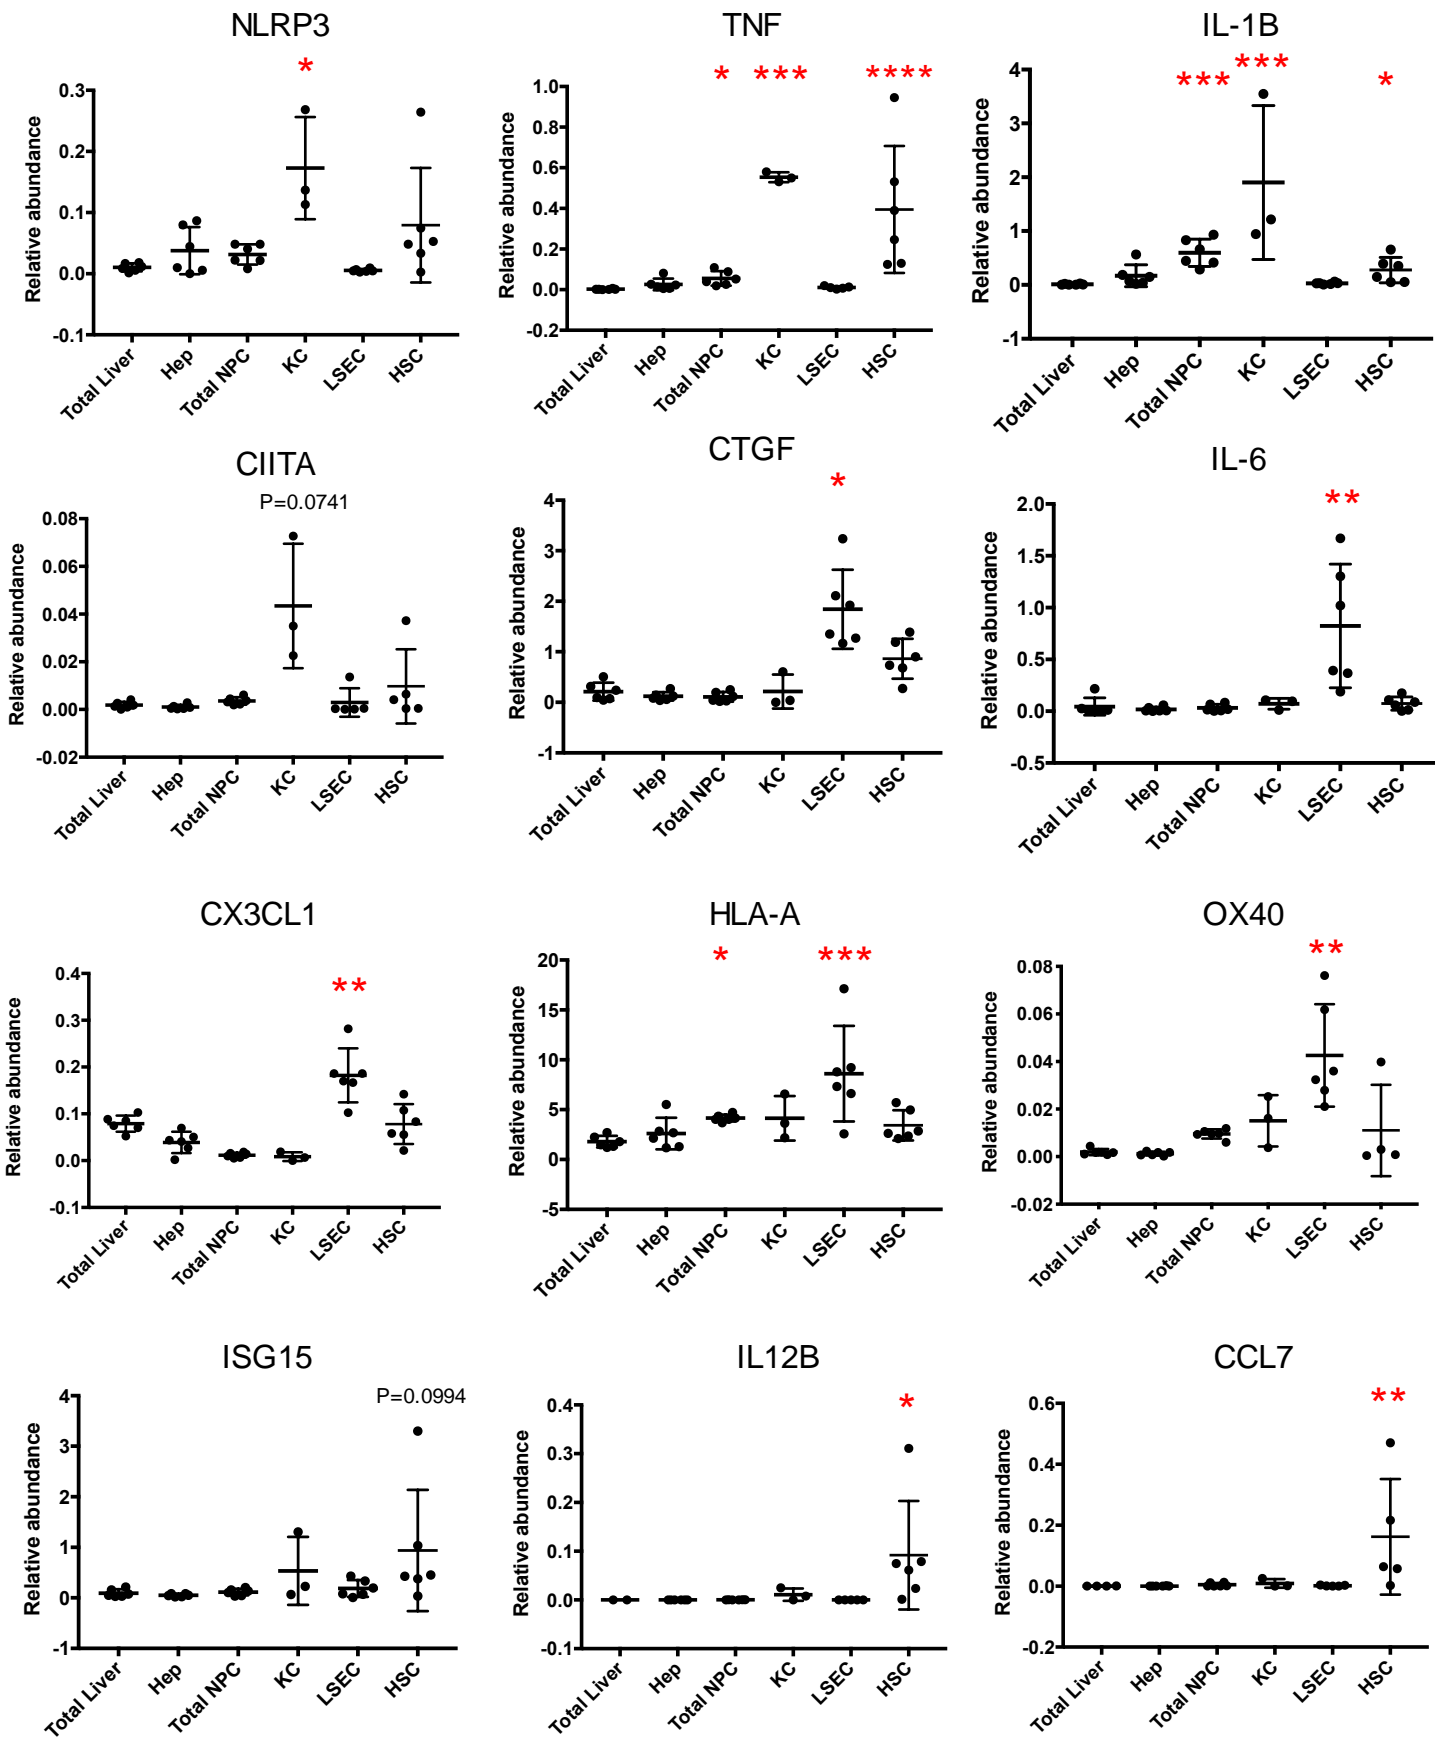 NLRP3
*
Relative abundance
0.3
0.2
0.1
0.0
-0.1
Total Liver
Hep
Total NPC
KC
LSEC
HSC
TNF
* *** ****
Relative abundance
1.0
0.8
0.6
0.4
0.2
0.0
-0.2
Total Liver
Hep
Total NPC
KC
LSEC
HSC
IL-1B
*** *** *
Relative abundance
4
3
2
1
0
-1
Total Liver
Hep
Total NPC
KC
LSEC
HSC
CIITA
P=0.0741
Relative abundance
0.08
0.06
0.04
0.02
0.00
-0.02
Total Liver
Hep
Total NPC
KC
LSEC
HSC
CTGF
*
Relative abundance
4
3
2
1
0
-1
Total Liver
Hep
Total NPC
KC
LSEC
HSC
IL-6
**
Relative abundance
2.0
1.5
1.0
0.5
0.0
-0.5
Total Liver
Hep
Total NPC
KC
LSEC
HSC
CX3CL1
**
Relative abundance
0.4
0.3
0.2
0.1
0.0
-0.1
Total Liver
Hep
Total NPC
KC
LSEC
HSC
HLA-A
* ***
Relative abundance
20
15
10
5
0
-5
Total Liver
Hep
Total NPC
KC
LSEC
HSC
OX40
**
Relative abundance
0.08
0.06
0.04
0.02
0.00
-0.02
Total Liver
Hep
Total NPC
KC
LSEC
HSC
ISG15
P=0.0994
Relative abundance
4
3
2
1
0
-1
Total Liver
Hep
Total NPC
KC
LSEC
HSC
IL12B
*
Relative abundance
0.4
0.3
0.2
0.1
0.0
-0.1
Total Liver
Hep
Total NPC
KC
LSEC
HSC
CCL7
**
Relative abundance
0.6
0.4
0.2
0.0
-0.2
Total Liver
Hep
Total NPC
KC
LSEC
HSC